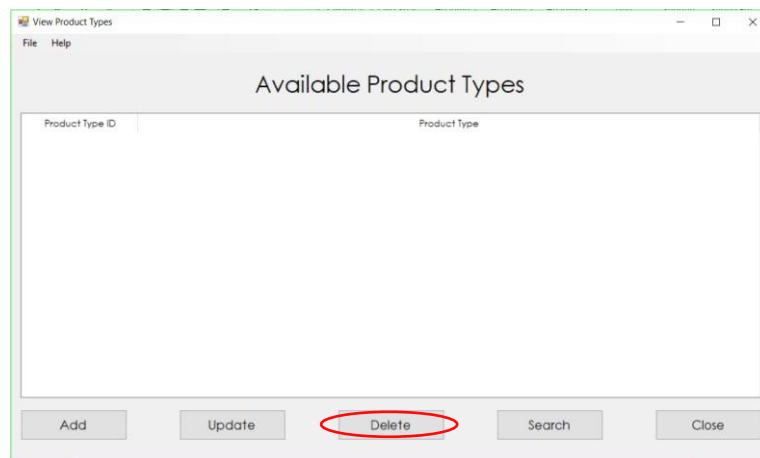 View Product Types
File Help
Available Product Types
Product Type ID Product Type
Add Update Delete Search Close